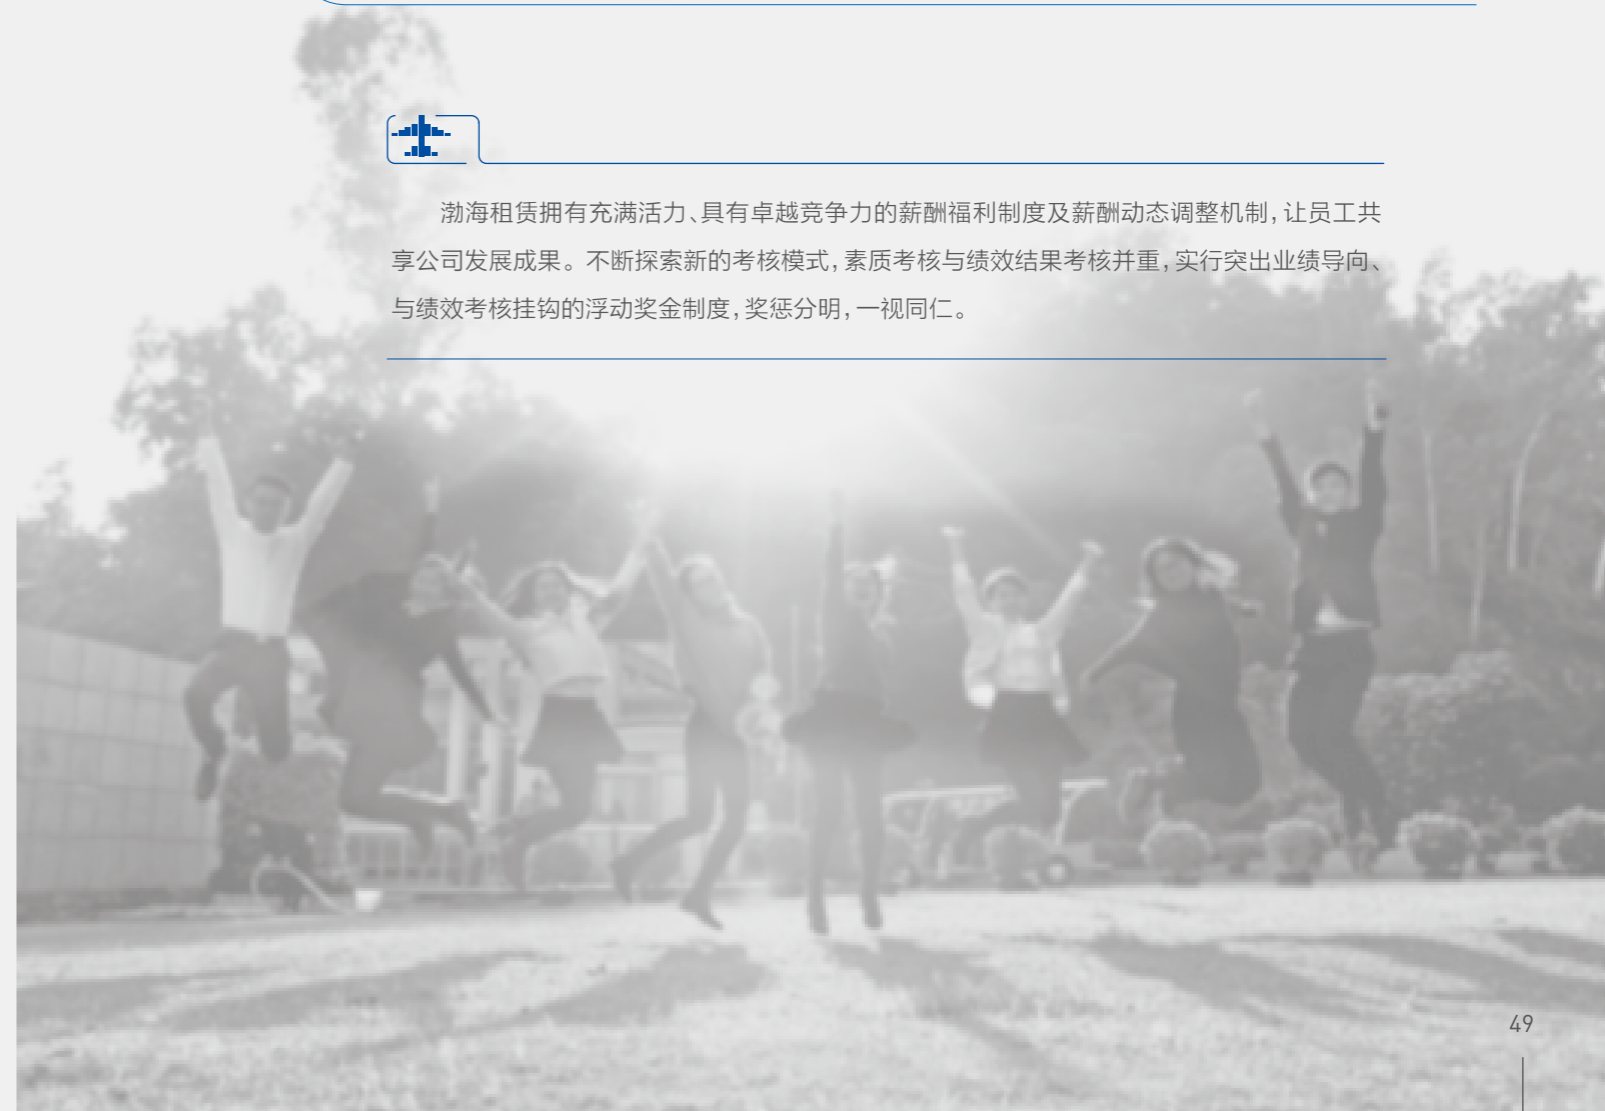 渤海租赁拥有充满活力、具有卓越竞争力的薪酬福利制度及薪酬动态调整机制，让员工共
享公司发展成果。不断探索新的考核模式，素质考核与绩效结果考核并重，实行突出业绩导向、
与绩效考核挂钩的浮动奖金制度，奖惩分明，一视同仁。
49